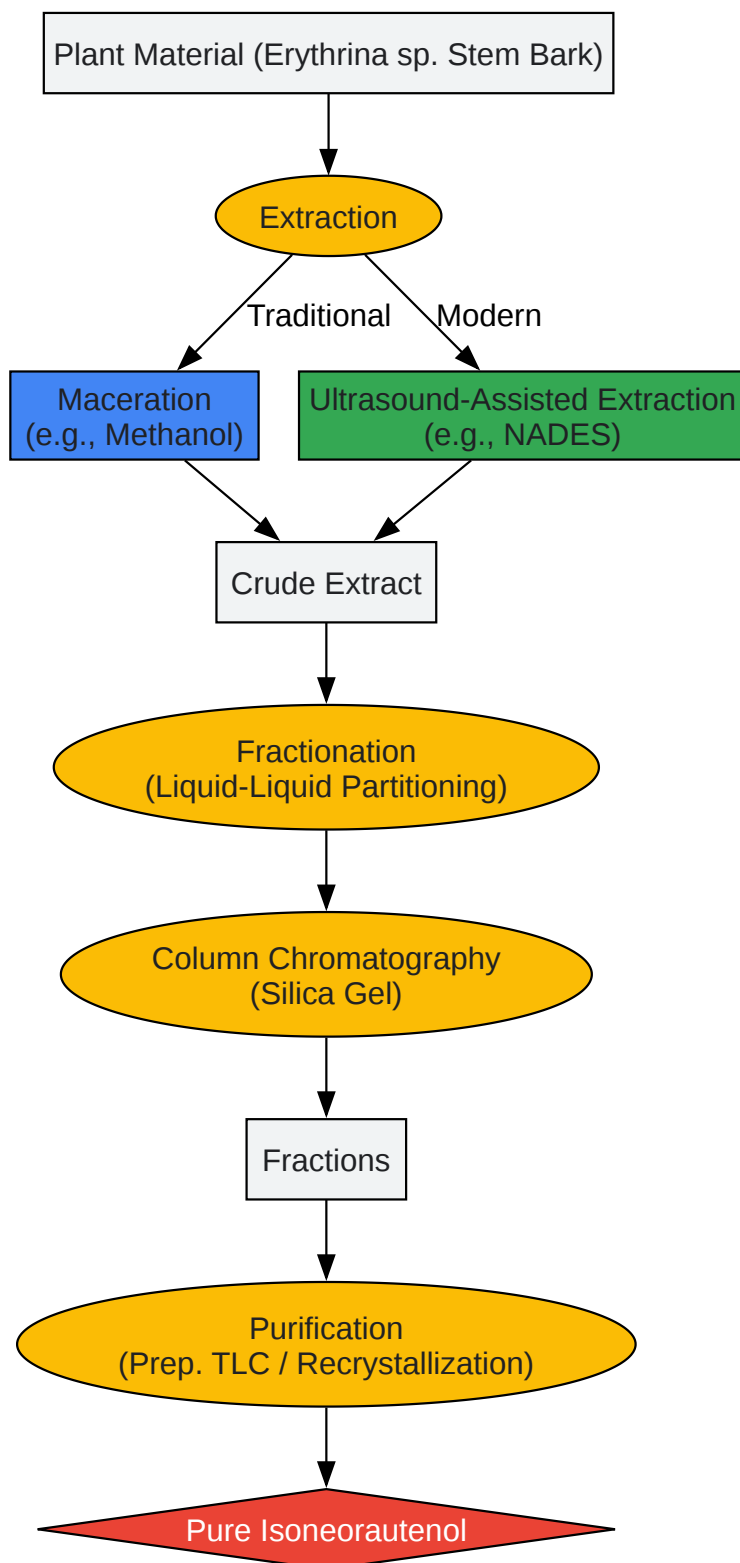 Plant Material (Erythrina sp. Stem Bark)
Extraction
Traditional
Modern
Maceration
(e.g., Methanol)
Ultrasound-Assisted Extraction
(e.g., NADES)
Crude Extract
Fractionation
(Liquid-Liquid Partitioning)
Column Chromatography
(Silica Gel)
Fractions
Purification
(Prep. TLC / Recrystallization)
Pure Isoneorautenol